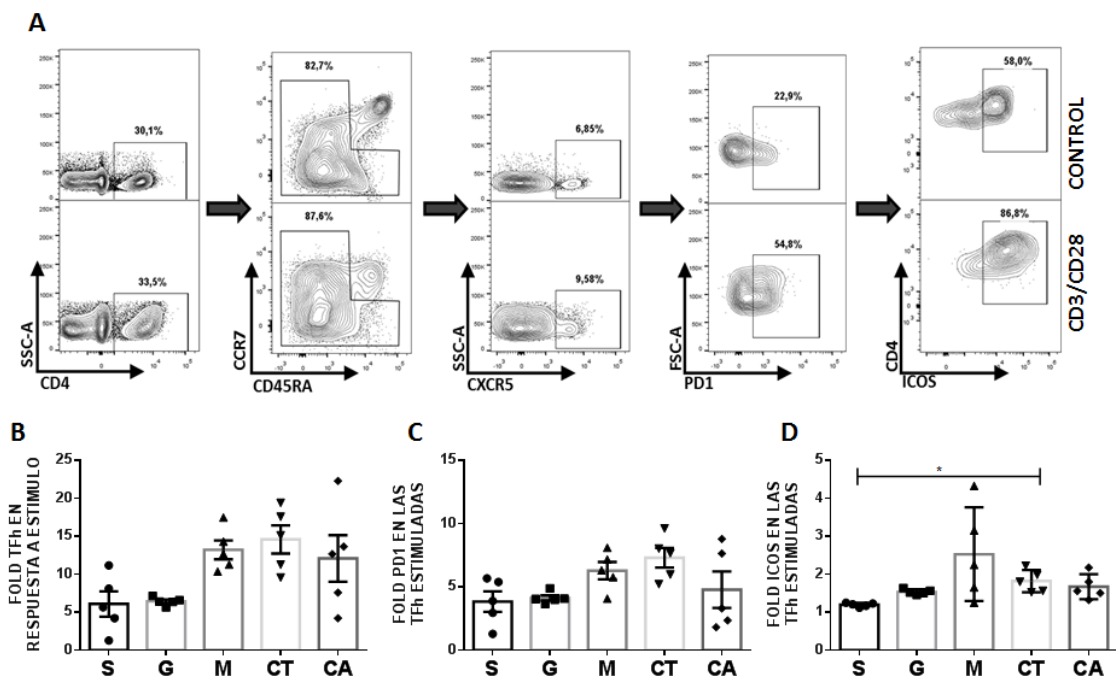 A
82,7%
58,0%
22,9%
30,1%
6,85%
CONTROL
87,6%
86,8%
54,8%
33,5%
9,58%
CD3/CD28
SSC-A
CCR7
SSC-A
FSC-A
CD4
CD4
CD45RA
CXCR5
PD1
ICOS
B
FOLD TFH EN
RESPUESTA A ESTIMULO
25
20
15
10
5
0
S G M CT CA
C
FOLD PD1 EN LAS
TFh ESTIMULADAS
15
10
5
0
S G M CT CA
D
FOLD ICOS EN LAS
TFh ESTIMULADAS
5
4
3
2
1
0
*
S G M CT CA